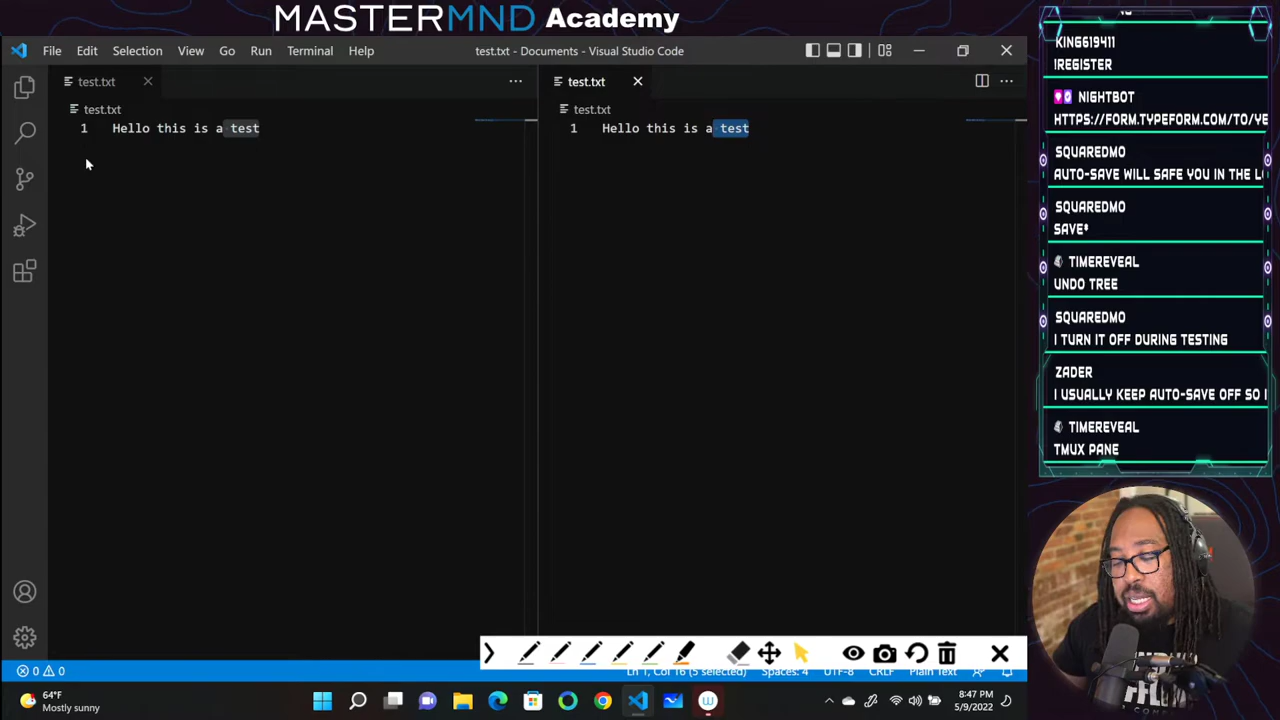 MASTERMND Academy
File Edit Selection View Go Run Terminal Help
test.txt - Documents - Visual Studio Code
test.txt
test.txt
1 Hello this is a test
test.txt
test.txt
1 Hello this is a test
KING619411
!REGISTER
NIGHTBOT
HTTPS://FORM.TYPEFORM.COM/TO/YE
SQUAREDMO
AUTO-SAVE WILL SAFE YOU IN THE
SQUAREDMO
SAVE*
TIMEREVEAL
UNDO TREE
SQUAREDMO
I TURN IT OFF DURING TESTING
ZADER
I USUALLY KEEP AUTO-SAVE OFF SO I
TIMEREVEAL
TMUX PANE
0 0
Ln 1, Col 16 (5 selected)
Spaces: 4
UTF-8
CRLF
Plain Text
64°F
Mostly sunny
8:47 PM
5/9/2022